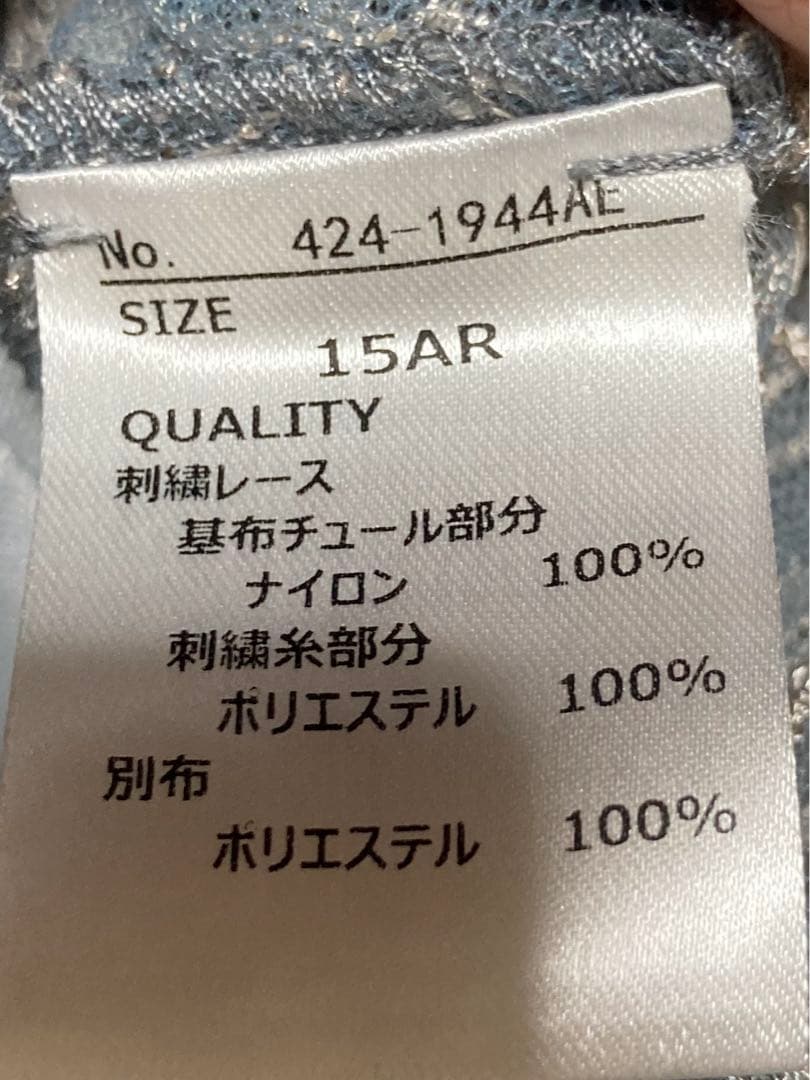 No. 424-1944AE
SIZE
15AR
QUALITY
刺繍レース
基布チュール部分
ナイロン 100%
刺繍糸部分
ポリエステル 100%
別布
ポリエステル 100%